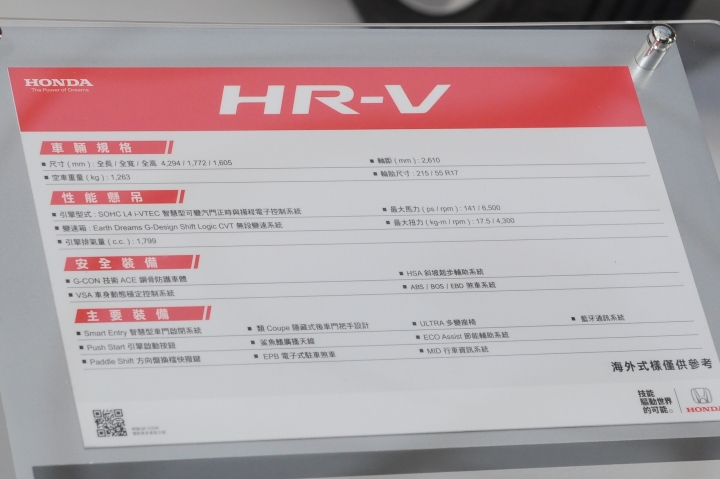 HONDA
The Power of Dreams
HR-V
車輛規格
■ 尺寸 ( mm ) : 全長 / 全寬 / 全高 4,294 / 1,772 / 1,605
■ 軸距 ( mm ) : 2,610
■ 空車重量 ( kg ) : 1,263
■ 輪胎尺寸 : 215 / 55 R17
性能懸吊
■ 引擎型式 : SOHC L4 i-VTEC 智慧型可變汽門正時與揚程電子控制系統
■ 最大馬力 ( ps / rpm ) : 141 / 6,500
■ 變速箱 : Earth Dreams G-Design Shift Logic CVT 無段變速系統
■ 最大扭力 ( kg-m / rpm ) : 17.5 / 4,300
■ 引擎排氣量 ( c.c. ) : 1,799
安全裝備
■ G-CON 技術 ACE 鋼骨防護車體
■ HSA 斜坡起步輔助系統
■ VSA 車身動態穩定控制系統
■ ABS / BOS / EBD 煞車系統
主要裝備
■ Smart Entry 智慧型車門啟閉系統
■ 類 Coupe 隱藏式後車門把手設計
■ ULTRA 多變座椅
■ 藍牙通訊系統
■ Push Start 引擎啟動按鈕
■ 鯊魚鰭廣播天線
■ ECO Assist 節能輔助系統
■ Paddle Shift 方向盤換檔快撥鍵
■ EPB 電子式駐車煞車
■ MID 行車資訊系統
海外式樣僅供參考
技能
驅動世界
的可能。
HONDA